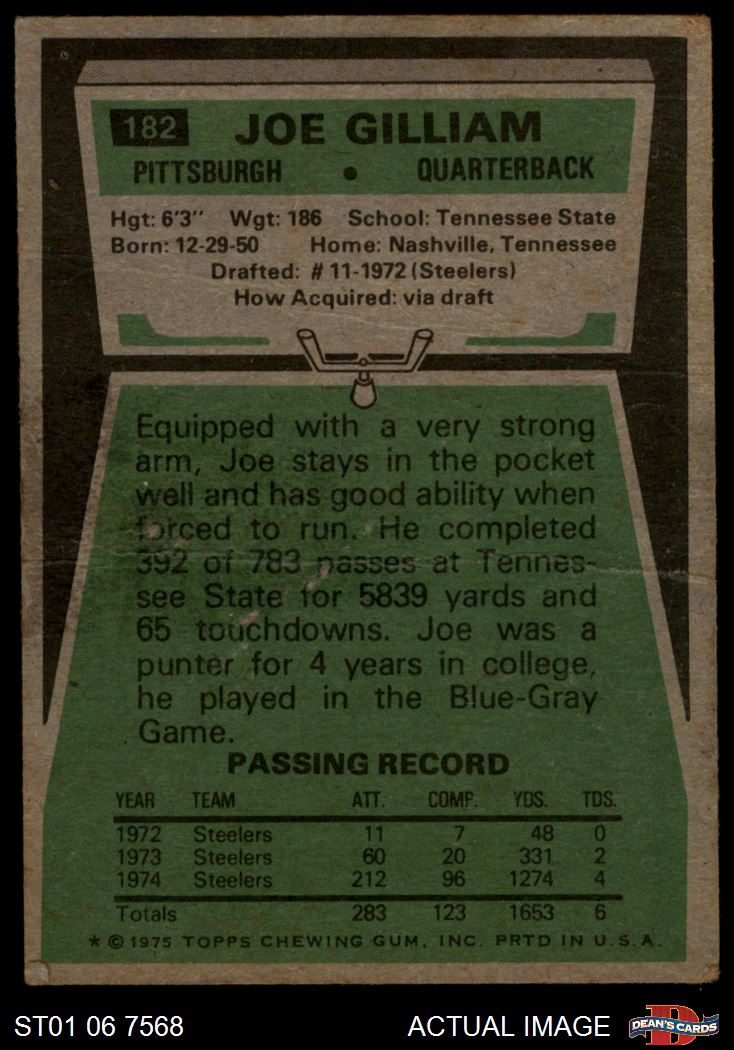 182 JOE GILLIAM
PITTSBURGH • QUARTERBACK
Hgt: 6'3" Wgt: 186 School: Tennessee State
Born: 12-29-50 Home: Nashville, Tennessee
Drafted: # 11-1972 (Steelers)
How Acquired: via draft
Equipped with a very strong
arm, Joe stays in the pocket
well and has good ability when
forced to run. He completed
392 of 783 passes at Tennes-
see State for 5839 yards and
65 touchdowns. Joe was a
punter for 4 years in college,
he played in the Blue-Gray
Game.
PASSING RECORD
YEAR TEAM ATT. COMP. YDS. TDS.
1972 Steelers 11 7 48 0
1973 Steelers 60 20 331 2
1974 Steelers 212 96 1274 4
Totals 283 123 1653 6
* © 1975 TOPPS CHEWING GUM, INC. PRTD IN U.S.A.
ST01 06 7568 ACTUAL IMAGE DEAN'S CARDS